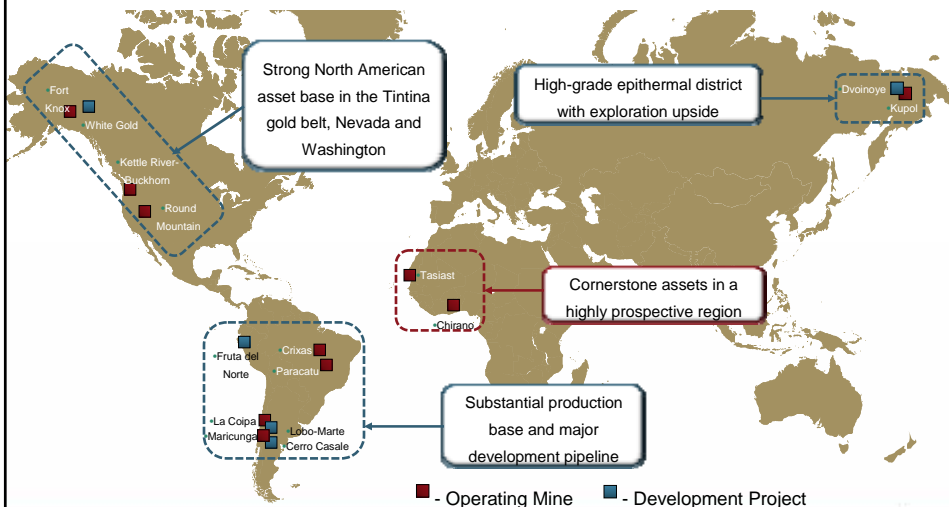 Strong North American
asset base in the Tintina
gold belt, Nevada and
Washington
High-grade epithermal district
with exploration upside
•Fort
Knox
•White Gold
•Kettle River-
Buckhorn
•Round
Mountain
Dvoinoye
•Kupol
•Tasiast
•Chirano
Cornerstone assets in a
highly prospective region
•Fruta del
Norte
•Crixas
•Paracatu
•La Coipa
•Maricunga
•Lobo-Marte
•Cerro Casale
Substantial production
base and major
development pipeline
- Operating Mine
- Development Project